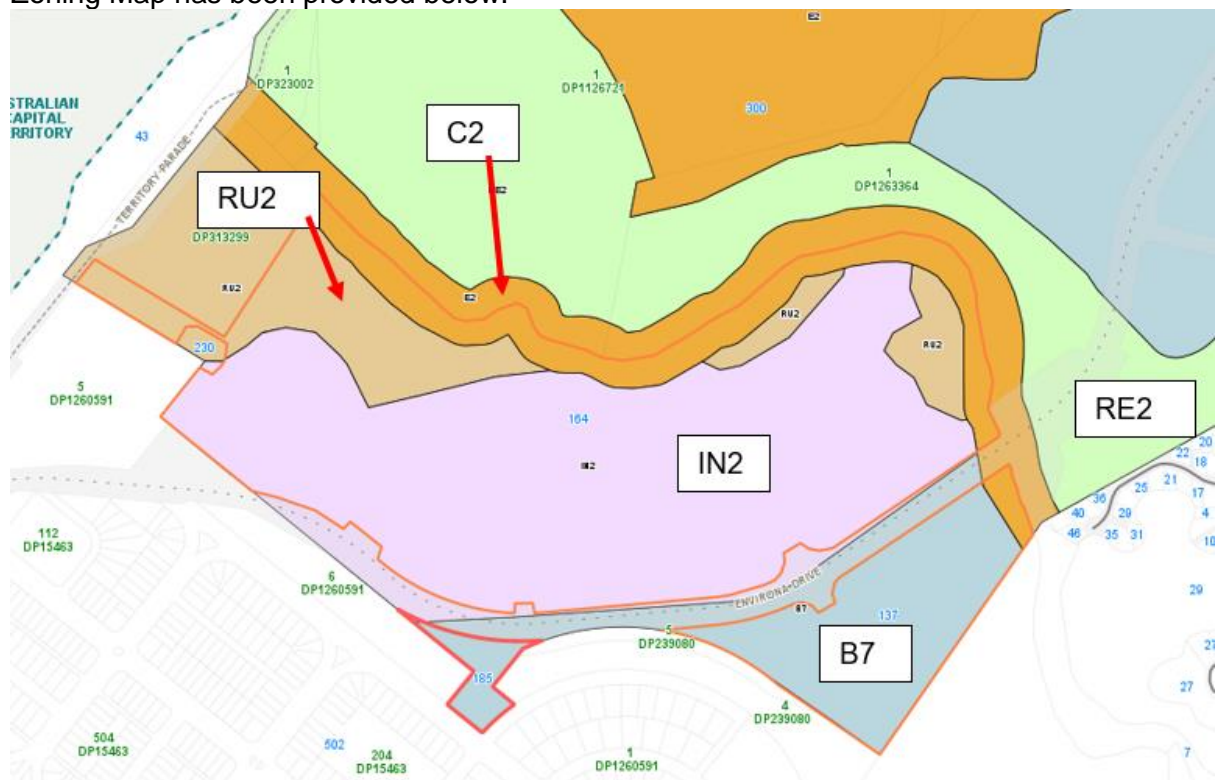 Zoning Map has been provided below.
E2
1
DP323002
1
DP1126721
STRALIAN
CAPITAL
RRITORY
43
300
C2
TERRITORY PARADE
RE2
1
DP1263364
RU2
DP313299
RU2
E2
RU2
RU2
230
5
DP1260591
164
RE2
IN2
IN2
20
22
18
21
25
17
36
29
4
40
46
35
31
10
112
DP15463
6
DP1260591
ENVIRONA DRIVE
B7
137
29
5
DP239080
B7
27
185
27
4
DP239080
504
DP15463
502
204
DP15463
1
DP1260591
7